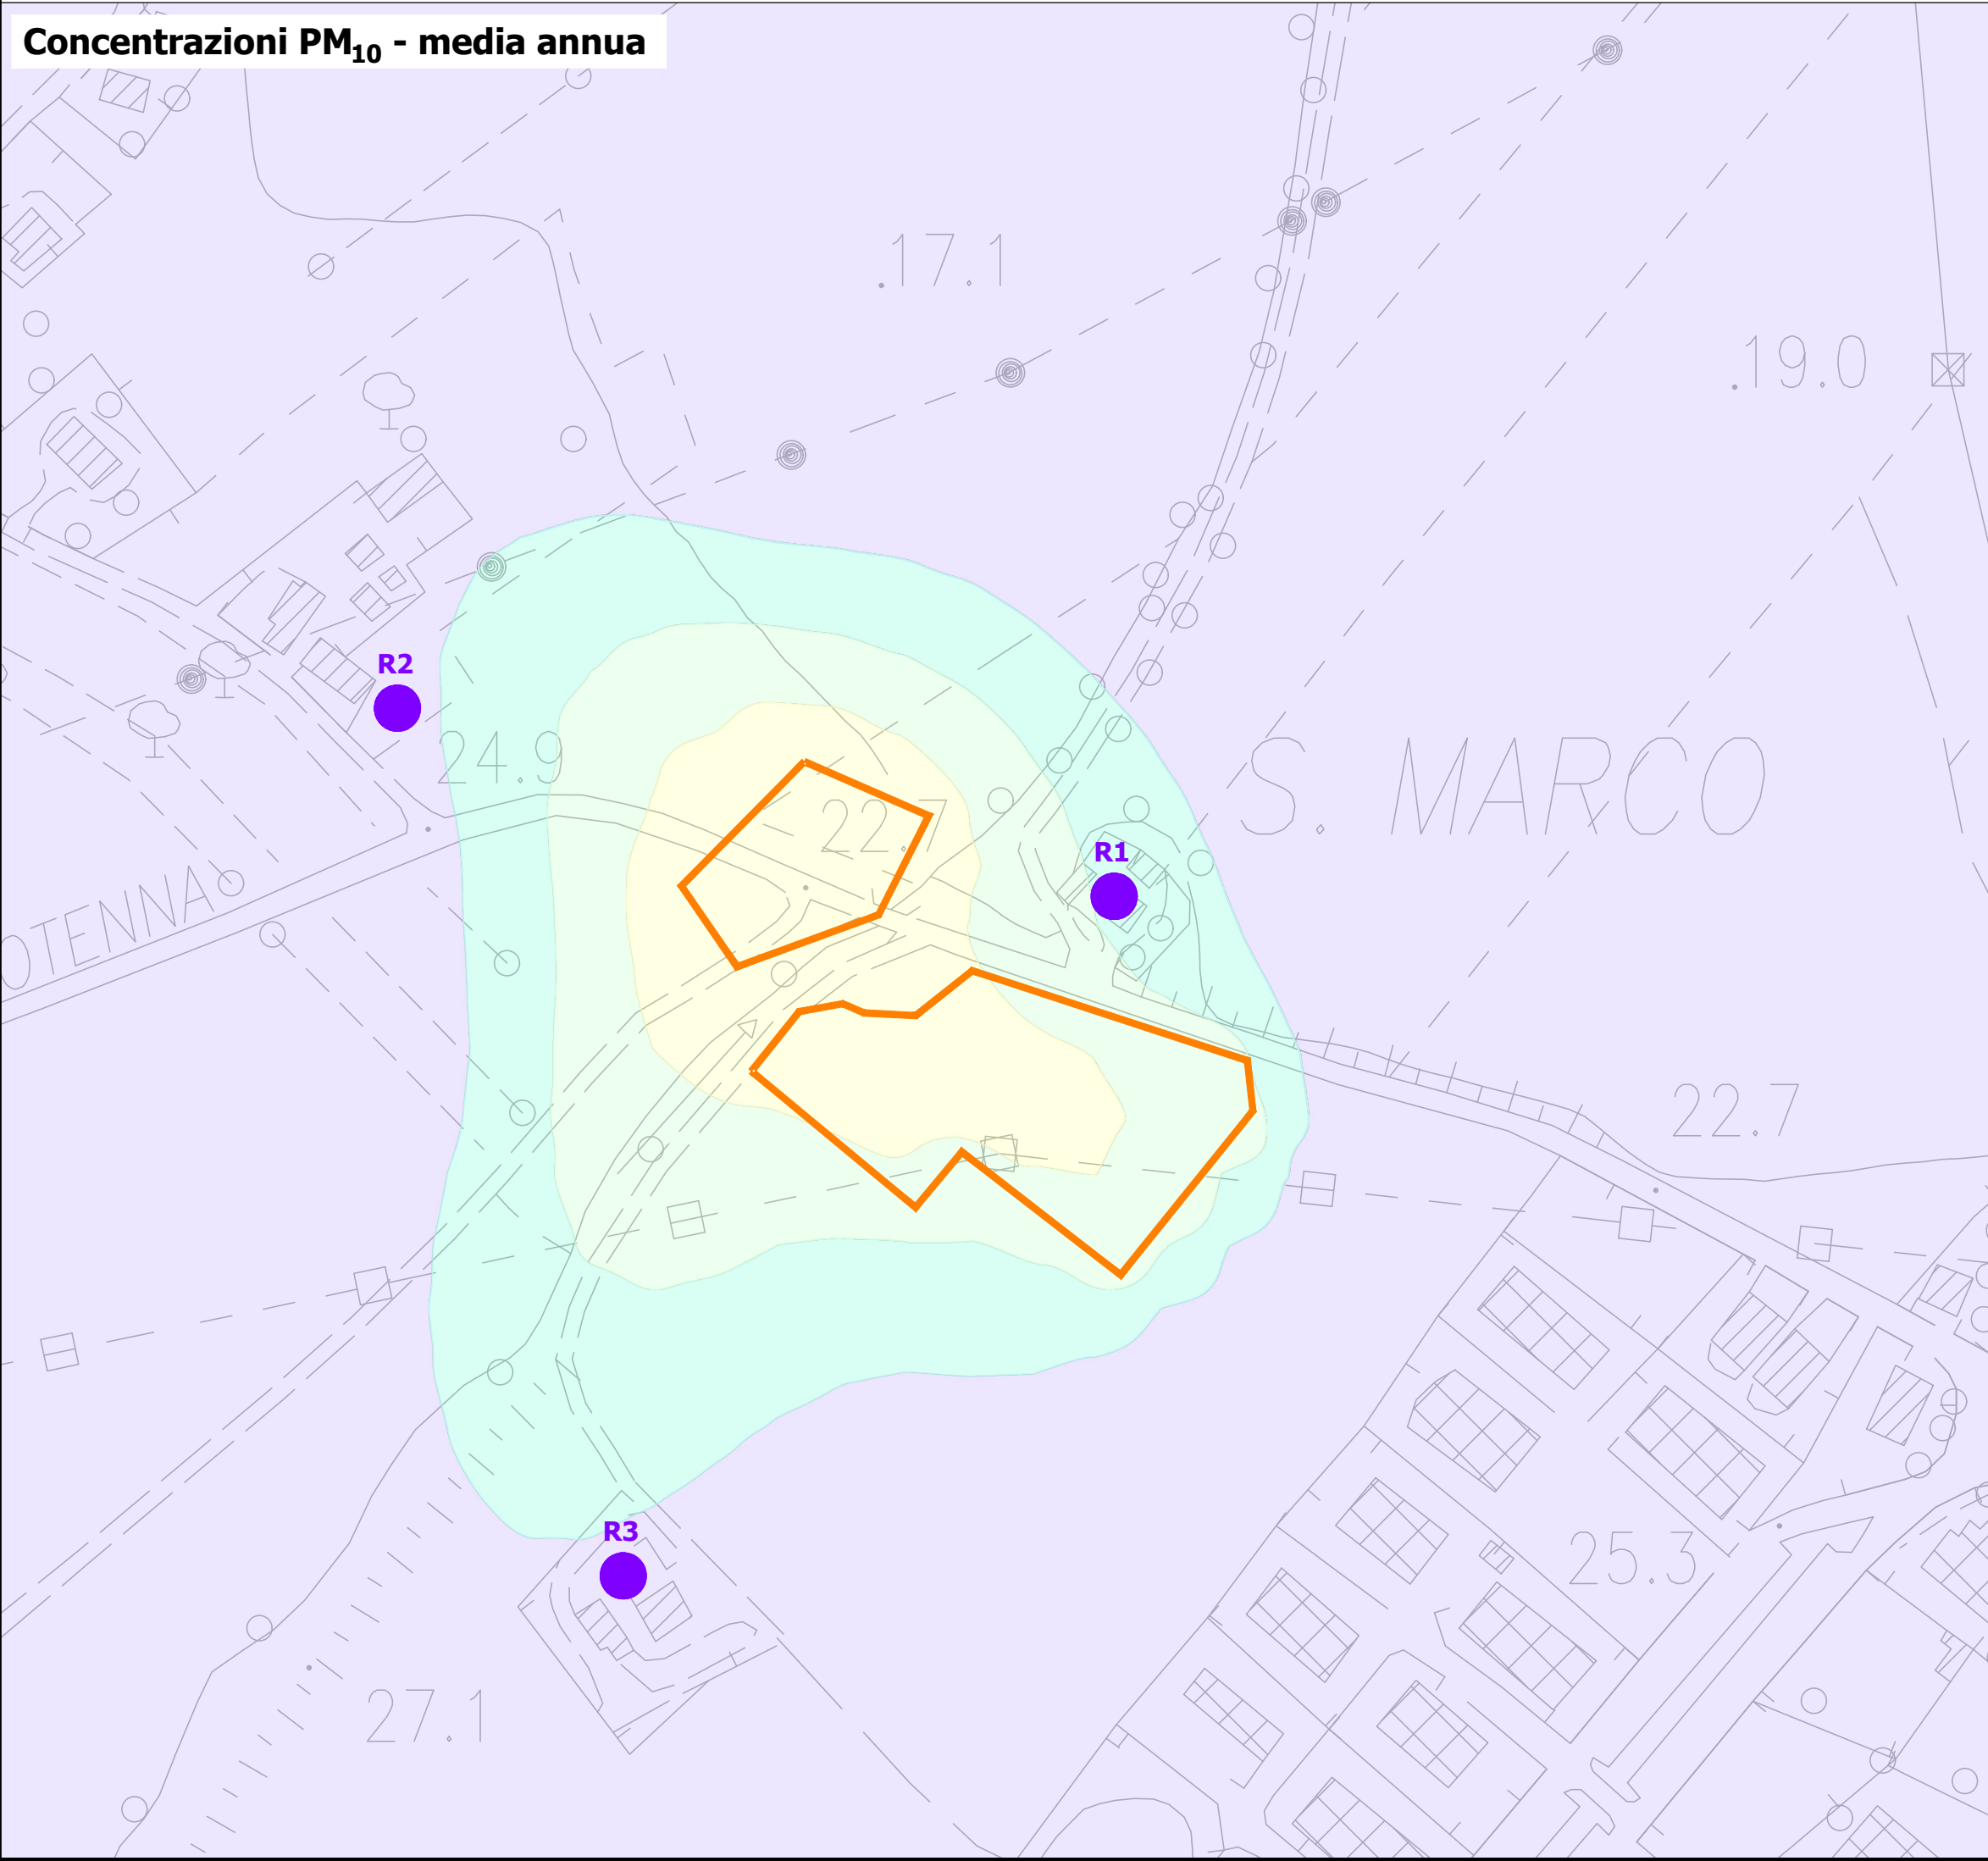 Concentrazioni PM10 - media annua
.17.1
.19.0
R2
24.9
S. MARCO
22.7
R1
OTENNA
22.7
R3
25.3
27.1